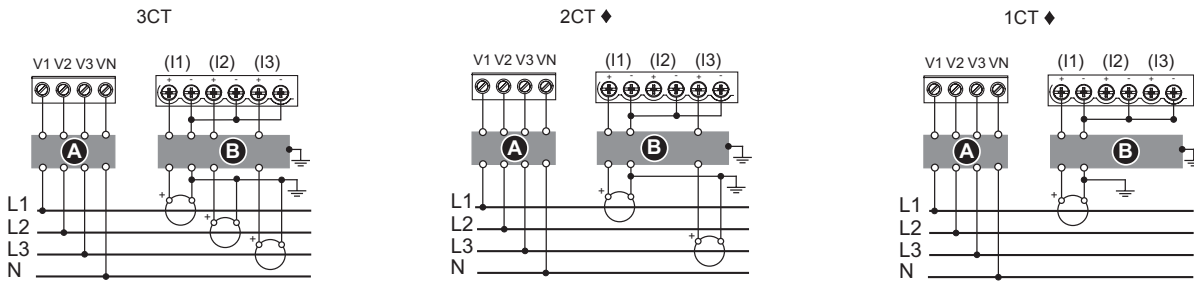 3CT
V1 V2 V3 VN
(I1) (I2) (I3)
+ - + - + -
A
B
+
L1
+
L2
+
L3
N
2CT ♦
V1 V2 V3 VN
(I1) (I2) (I3)
+ - + - + -
A
B
+
L1
L2
+
L3
N
1CT ♦
V1 V2 V3 VN
(I1) (I2) (I3)
+ - + - + -
A
B
+
L1
L2
L3
N